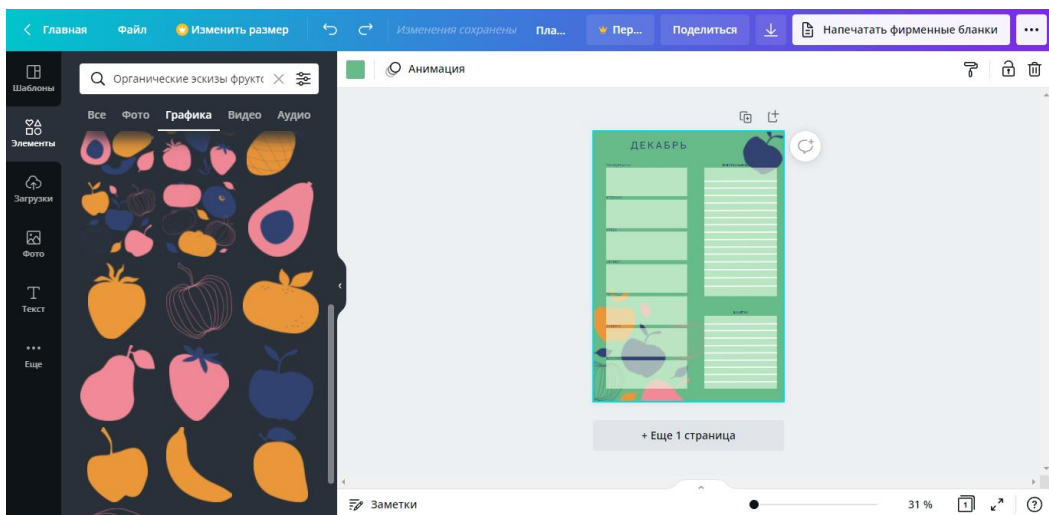 Главная Файл Изменить размер Изменения сохранены Пла... Пер... Поделиться Напечатать фирменные бланки
Шаблоны
Элементы
Загрузки
Фото
Текст
Еще
Органические эскизы фрукто
Все Фото Графика Видео Аудио
Анимация
ДЕКАБРЬ
+ Еще 1 страница
Заметки
31 %
1